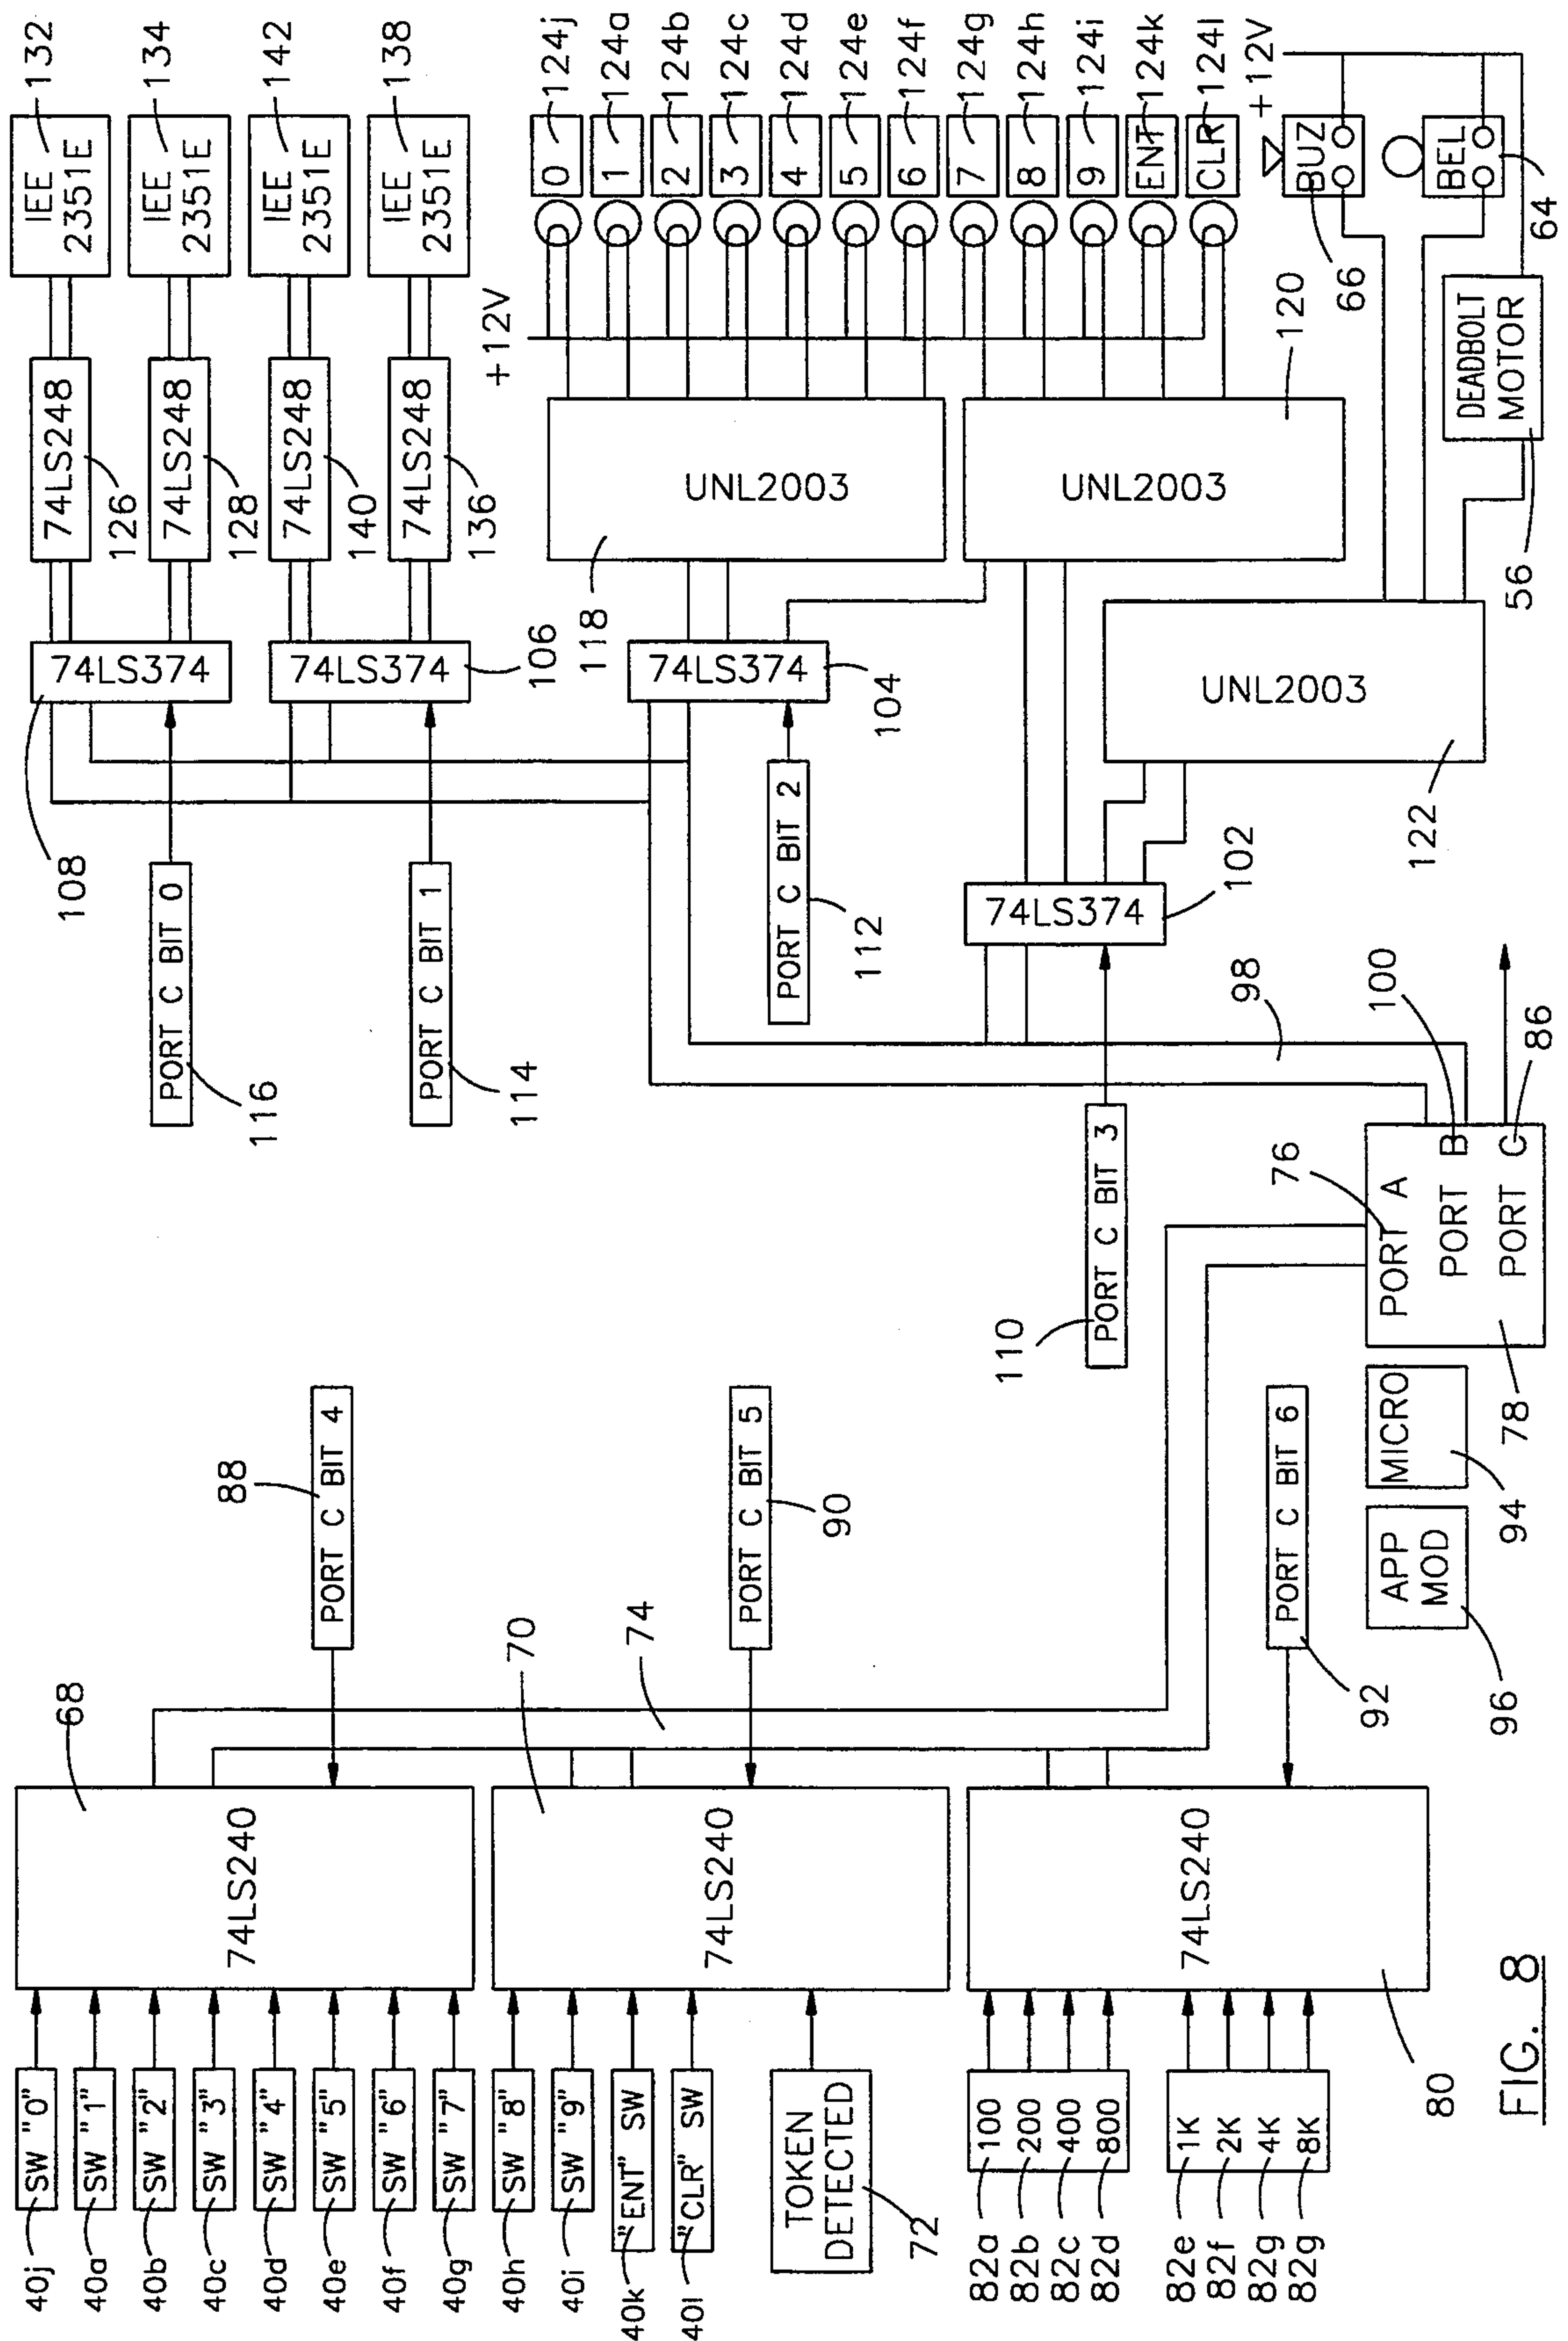 40j
SW "0"
40a
SW "1"
40b
SW "2"
40c
SW "3"
40d
SW "4"
40e
SW "5"
40f
SW "6"
40g
SW "7"
40h
SW "8"
40i
SW "9"
40k
"ENT" SW
40l
"CLR" SW
TOKEN
DETECTED
72
82a
100
82b
200
82c
400
82d
800
82e
1K
82f
2K
82g
4K
82g
8K
68
74LS240
70
74LS240
80
74LS240
74
88
PORT C BIT 4
90
PORT C BIT 5
92
PORT C BIT 6
APP
MOD
96
MICRO
94
76
PORT A
PORT B
100
PORT C
86
78
98
116
PORT C BIT 0
114
PORT C BIT 1
112
PORT C BIT 2
110
PORT C BIT 3
108
74LS374
106
74LS374
104
74LS374
102
74LS374
74LS248
126
74LS248
128
74LS248
140
74LS248
136
IEE
2351E
132
IEE
2351E
134
IEE
2351E
142
IEE
2351E
138
118
UNL2003
120
UNL2003
122
UNL2003
+12V
0
124j
1
124a
2
124b
3
124c
4
124d
5
124e
6
124f
7
124g
8
124h
9
124i
ENT
124k
CLR
124l
+12V
BUZ
66
BEL
64
DEADBOLT
MOTOR
56
FIG. 8